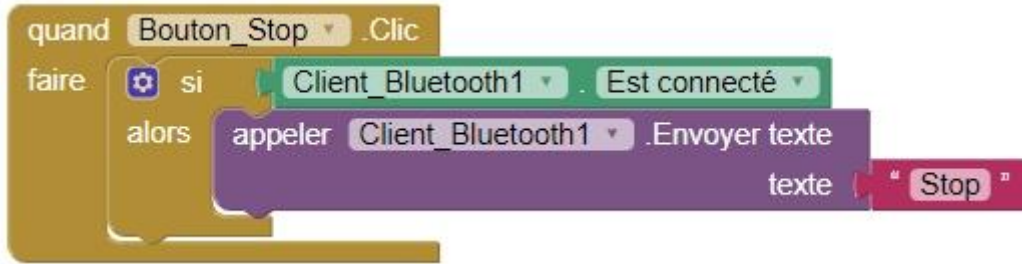 quand Bouton_Stop .Clic
faire si Client_Bluetooth1 . Est connecté
alors appeler Client_Bluetooth1 .Envoyer texte
texte “ Stop ”